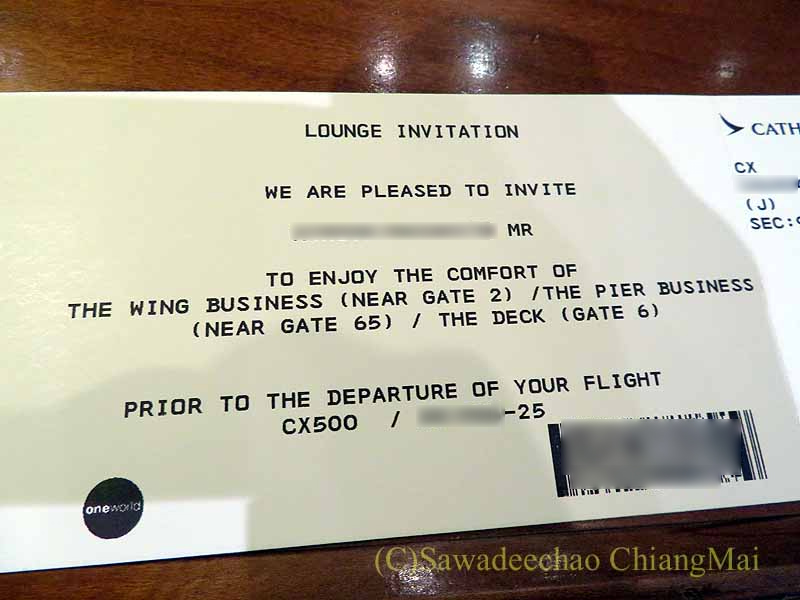 LOUNGE INVITATION
WE ARE PLEASED TO INVITE
MR
TO ENJOY THE COMFORT OF
THE WING BUSINESS (NEAR GATE 2) /THE PIER BUSINESS
(NEAR GATE 65) / THE DECK (GATE 6)
PRIOR TO THE DEPARTURE OF YOUR FLIGHT
CX500 / -25
oneworld
CX
(J)
SEC:
(C)Sawadeechao ChiangMai